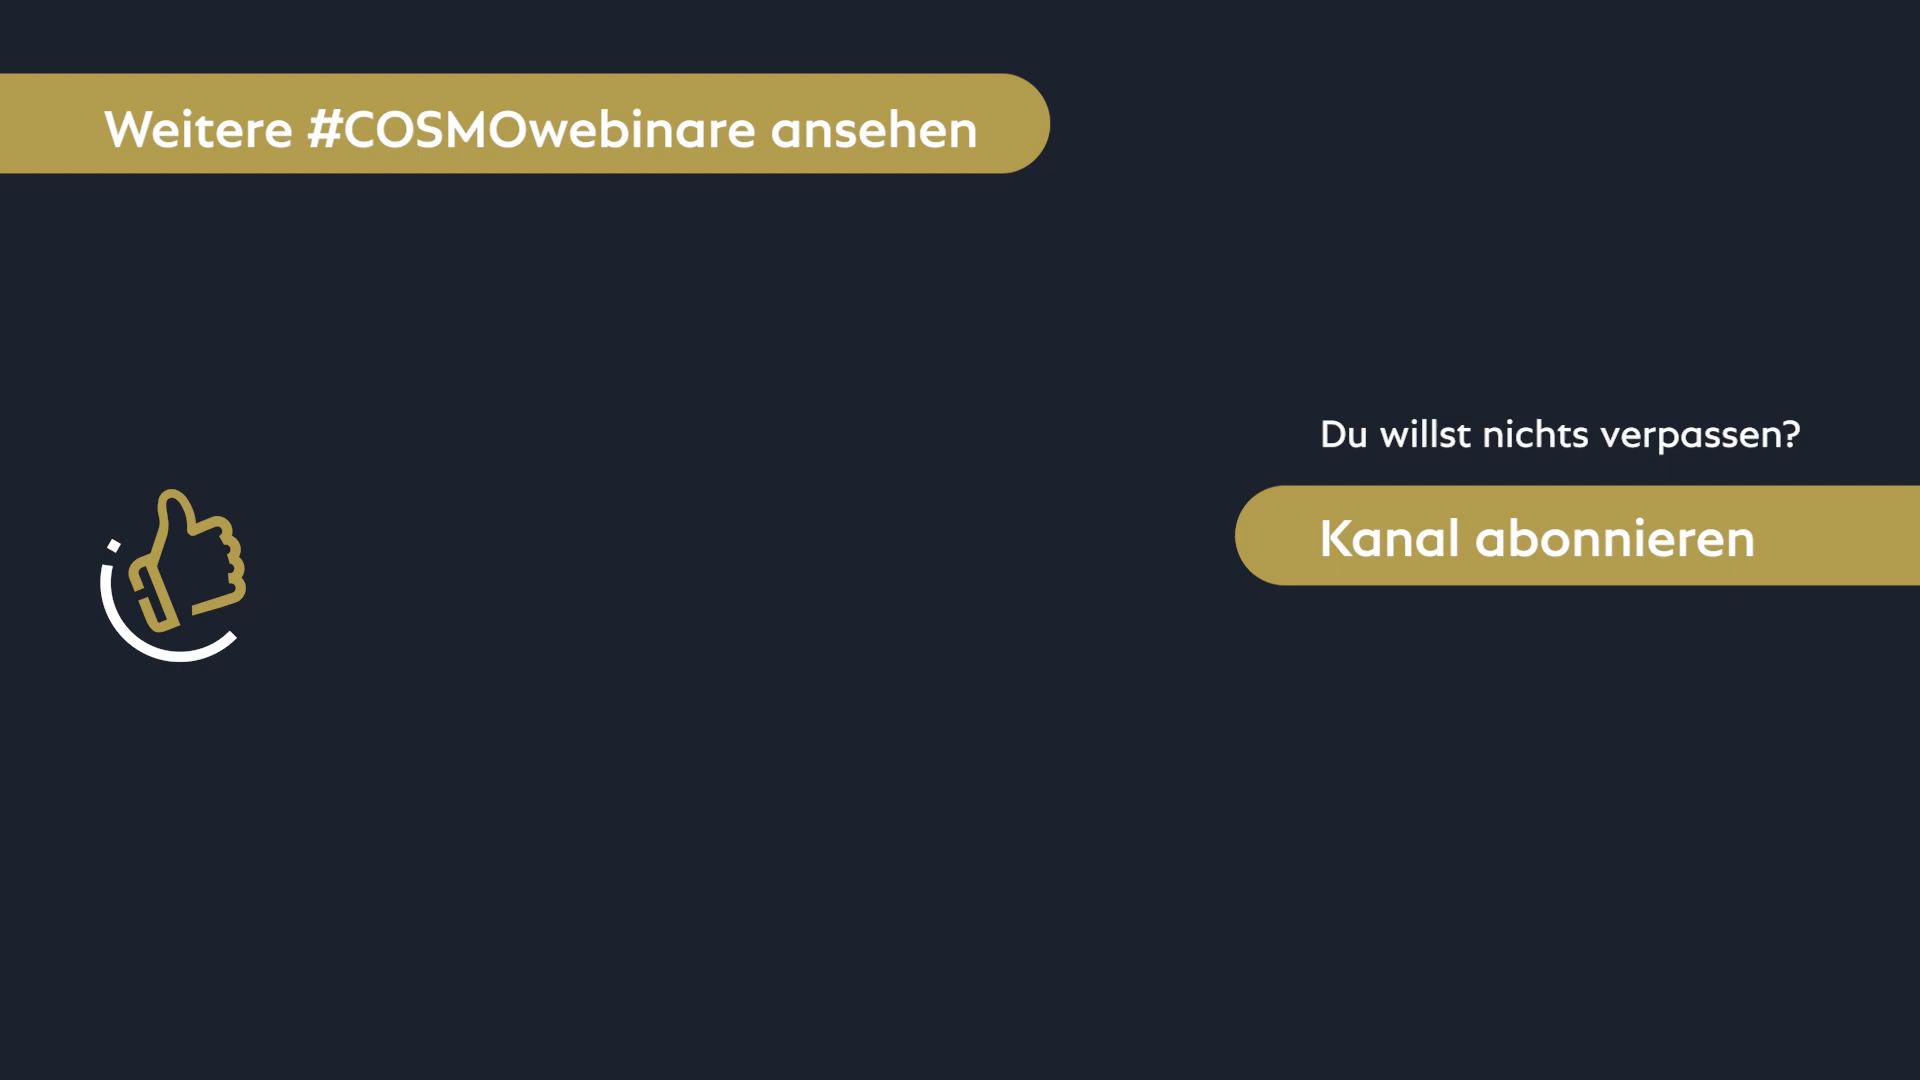 Weitere #COSMOwebinare ansehen
Du willst nichts verpassen?
Kanal abonnieren